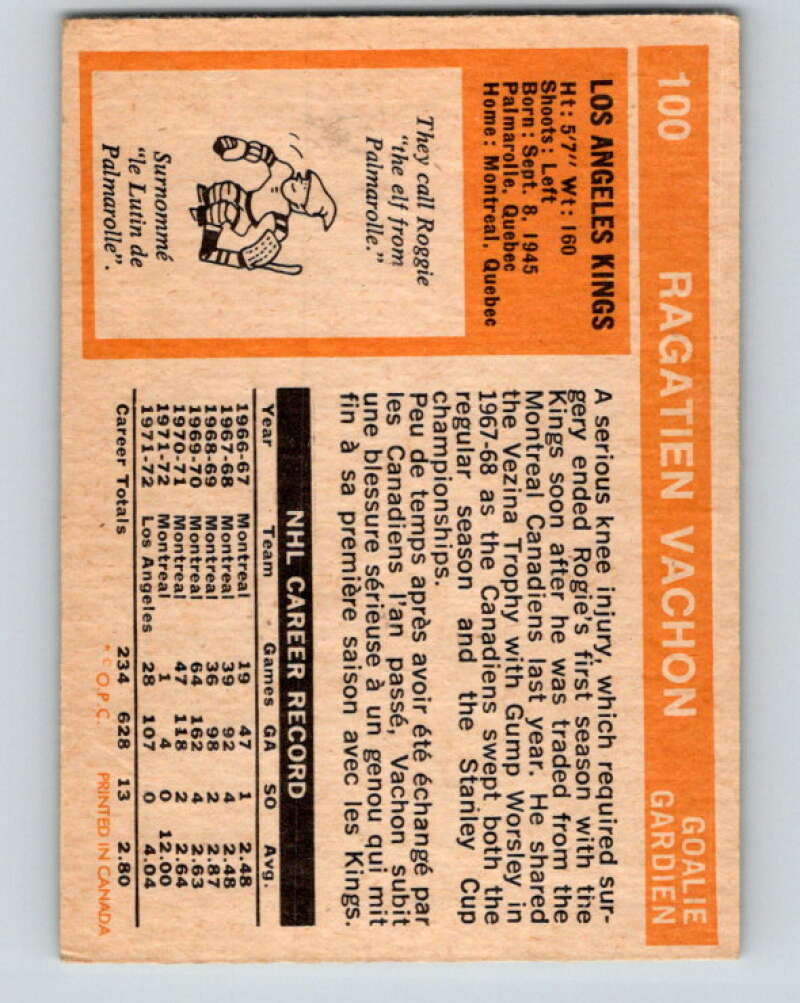 100 RAGATIEN VACHON GOALIE
GARDIEN
LOS ANGELES KINGS
Ht: 5'7" Wt: 160
Shoots: Left
Born: Sept. 8, 1945
Palmarolle, Quebec
Home: Montreal, Quebec
They call Roggie
"the elf from
Palmarolle."
Surnommé
"le Lutin de
Palmarolle".
A serious knee injury, which required sur-
gery ended Rogie's first season with the
Kings soon after he was traded from the
Montreal Canadiens last year. He shared
the Vezina Trophy with Gump Worsley in
1967-68 as the Canadiens swept both the
regular season and the Stanley Cup
championships.
Peu de temps après avoir été échangé par
les Canadiens l'an passé, Vachon subit
une blessure sérieuse à un genou qui mit
fin à sa première saison avec les Kings.
NHL CAREER RECORD
Year Team Games GA SO Avg.
1966-67 Montreal 19 47 1 2.48
1967-68 Montreal 39 92 4 2.48
1968-69 Montreal 36 98 2 2.87
1969-70 Montreal 64 162 4 2.63
1970-71 Montreal 47 118 2 2.64
1971-72 Montreal 1 4 0 12.00
1971-72 Los Angeles 28 107 0 4.04
Career Totals 234 628 13 2.80
*© O.P.C. PRINTED IN CANADA